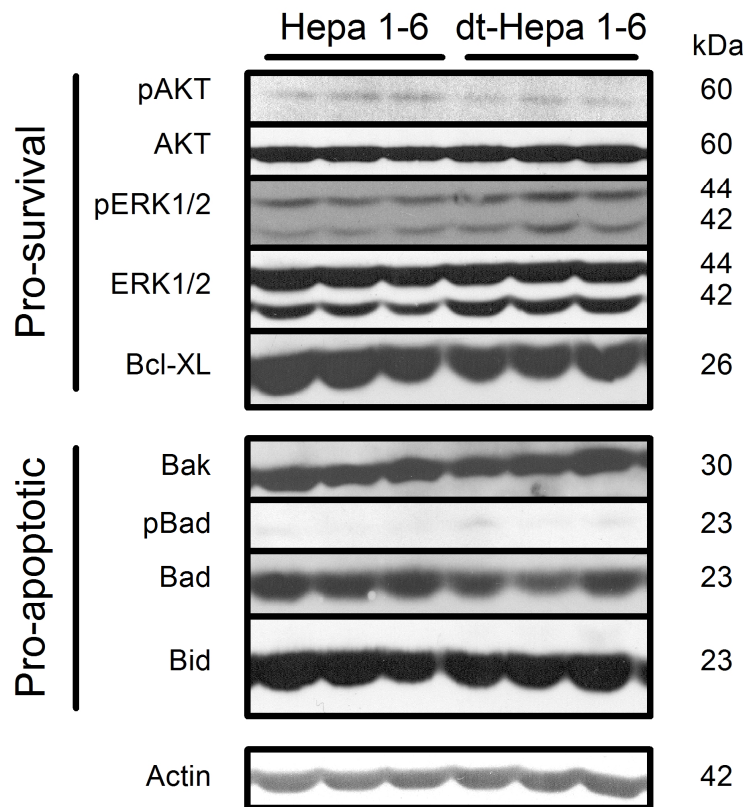 Hepa 1-6 dt-Hepa 1-6
kDa
Pro-survival
pAKT 60
AKT 60
pERK1/2 44
42
ERK1/2 44
42
Bcl-XL 26
Pro-apoptotic
Bak 30
pBad 23
Bad 23
Bid 23
Actin 42